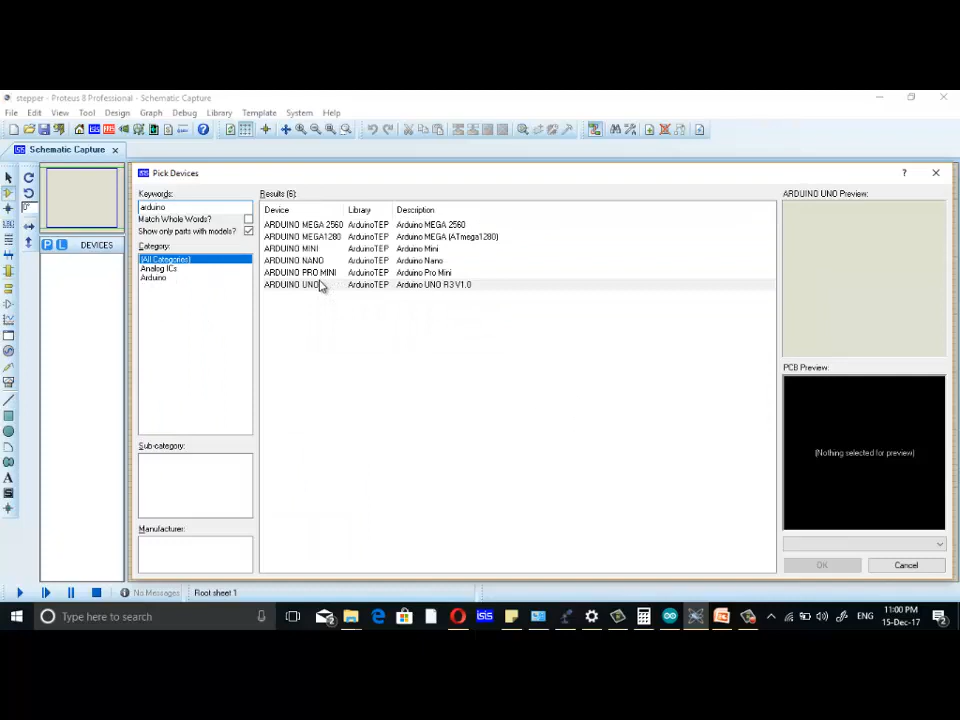 stepper - Proteus 8 Professional - Schematic Capture
File Edit View Tool Design Graph Debug Library Template System Help
Schematic Capture
Pick Devices
Keywords:
arduino
Match Whole Words?
Show only parts with models?
Category:
(All Categories)
Analog ICs
Arduino
Sub-category:
Manufacturer:
Results (6):
Device Library Description
ARDUINO MEGA 2560 ArduinoTEP Arduino MEGA 2560
ARDUINO MEGA1280 ArduinoTEP Arduino MEGA (ATmega1280)
ARDUINO MINI ArduinoTEP Arduino Mini
ARDUINO NANO ArduinoTEP Arduino Nano
ARDUINO PRO MINI ArduinoTEP Arduino Pro Mini
ARDUINO UNO ArduinoTEP Arduino UNO R3 V1.0
ARDUINO UNO Preview:
PCB Preview:
(Nothing selected for preview)
OK Cancel
P L DEVICES
0°
A
No Messages Root sheet 1
Type here to search
ISIS
2
ENG
11:00 PM
15-Dec-17
2